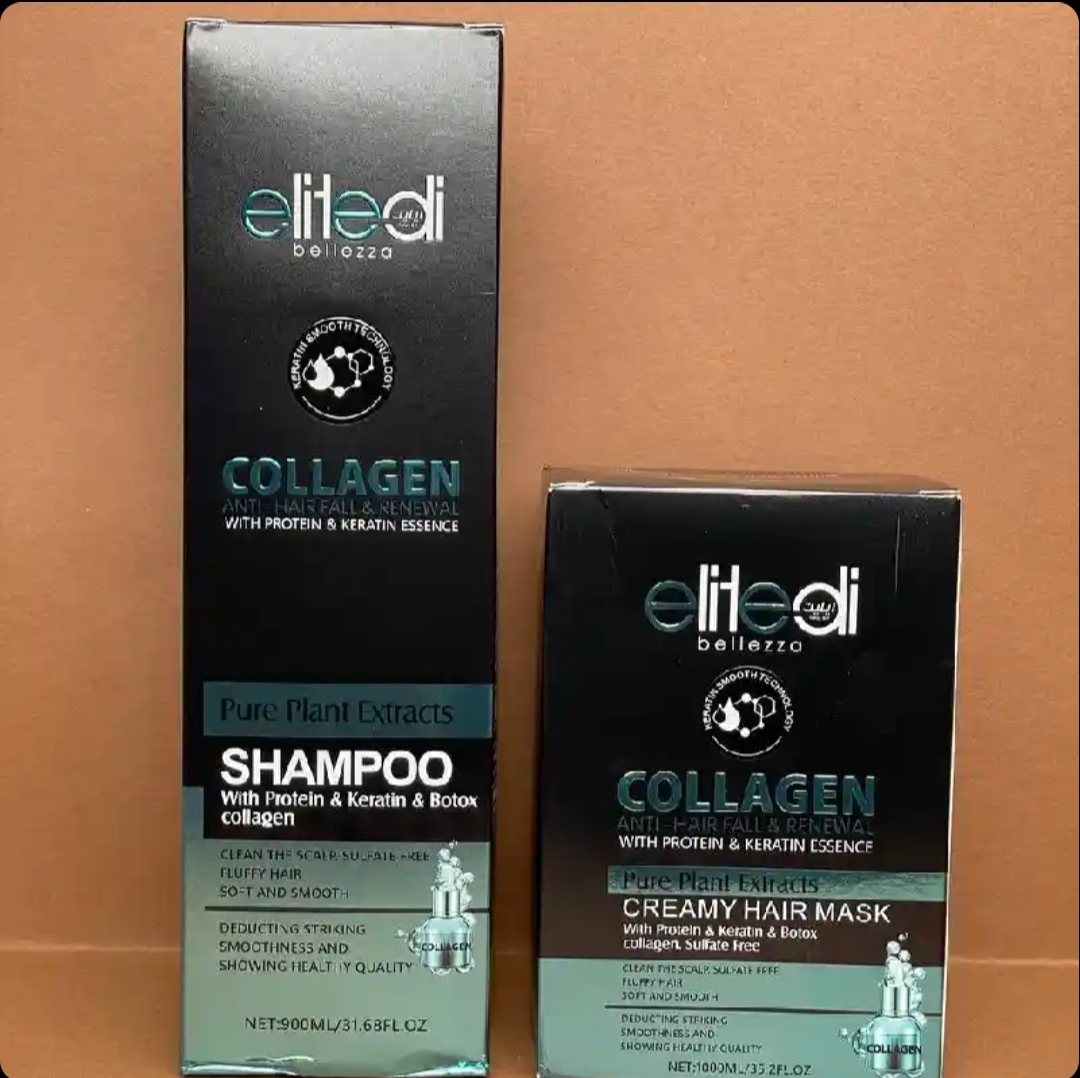 elitedi
ايليت
bellezza
KERATIN SMOOTH TECHNOLOGY
COLLAGEN
ANTI-HAIR FALL & RENEWAL
WITH PROTEIN & KERATIN ESSENCE
Pure Plant Extracts
SHAMPOO
With Protein & Keratin & Botox
collagen
CLEAN THE SCALP, SULFATE FREE
FLUFFY HAIR
SOFT AND SMOOTH
DEDUCTING STRIKING
SMOOTHNESS AND
SHOWING HEALTHY QUALITY
COLLAGEN
NET:900ML/31.68FL.OZ
elitedi
ايليت
bellezza
KERATIN SMOOTH TECHNOLOGY
COLLAGEN
ANTI-HAIR FALL & RENEWAL
WITH PROTEIN & KERATIN ESSENCE
Pure Plant Extracts
CREAMY HAIR MASK
With Protein & Keratin & Botox
collagen, Sulfate Free
CLEAN THE SCALP, SULFATE FREE
FLUFFY HAIR
SOFT AND SMOOTH
DEDUCTING STRIKING
SMOOTHNESS AND
SHOWING HEALTHY QUALITY
COLLAGEN
NET:1000ML/35.2FL.OZ